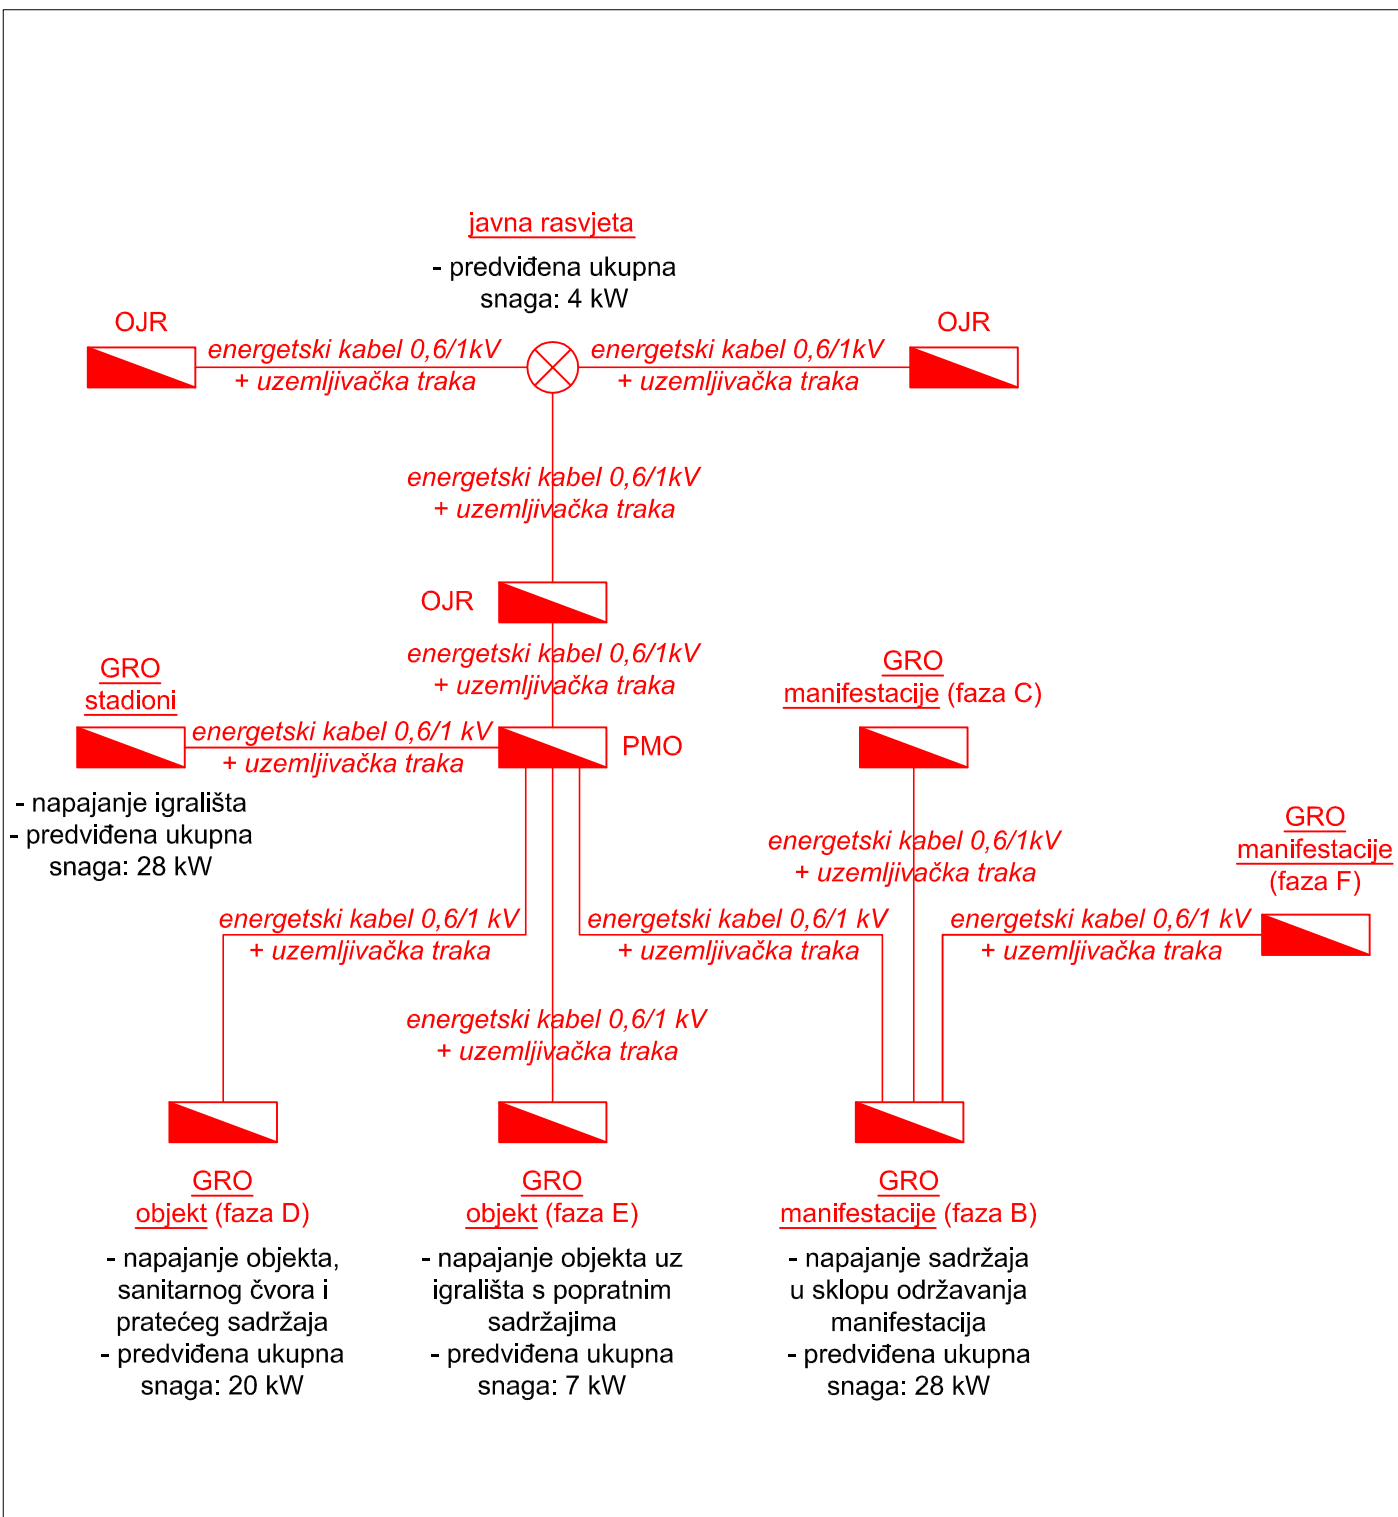 javna rasvjeta
- predviđena ukupna
snaga: 4 kW
OJR
energetski kabel 0,6/1kV
+ uzemljivačka traka
energetski kabel 0,6/1kV
+ uzemljivačka traka
OJR
energetski kabel 0,6/1kV
+ uzemljivačka traka
OJR
energetski kabel 0,6/1kV
+ uzemljivačka traka
GRO
stadioni
energetski kabel 0,6/1 kV
+ uzemljivačka traka
PMO
- napajanje igrališta
- predviđena ukupna
snaga: 28 kW
GRO
manifestacije (faza C)
energetski kabel 0,6/1kV
+ uzemljivačka traka
GRO
manifestacije
(faza F)
energetski kabel 0,6/1 kV
+ uzemljivačka traka
energetski kabel 0,6/1 kV
+ uzemljivačka traka
energetski kabel 0,6/1 kV
+ uzemljivačka traka
energetski kabel 0,6/1 kV
+ uzemljivačka traka
GRO
objekt (faza D)
- napajanje objekta,
sanitarnog čvora i
pratećeg sadržaja
- predviđena ukupna
snaga: 20 kW
GRO
objekt (faza E)
- napajanje objekta uz
igrališta s popratnim
sadržajima
- predviđena ukupna
snaga: 7 kW
GRO
manifestacije (faza B)
- napajanje sadržaja
u sklopu održavanja
manifestacija
- predviđena ukupna
snaga: 28 kW